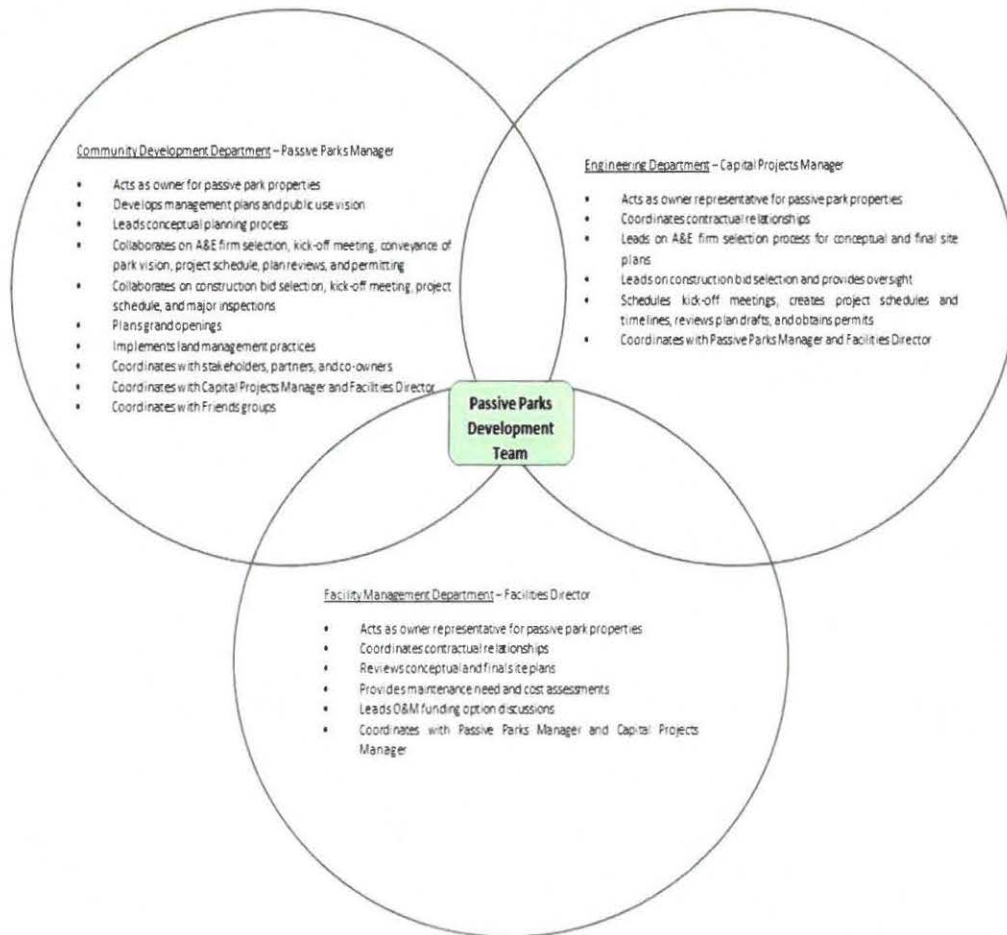 Community Development Department – Passive Parks Manager
• Acts as owner for passive park properties
• Develops management plans and public use vision
• Leads conceptual planning process
• Collaborates on A&E firm selection, kick-off meeting, conveyance of
park vision, project schedule, plan reviews, and permitting
• Collaborates on construction bid selection, kick-off meeting, project
schedule, and major inspections
• Plans grand openings
• Implements land management practices
• Coordinates with stakeholders, partners, and co-owners
• Coordinates with Capital Projects Manager and Facilities Director
• Coordinates with Friends groups
Engineering Department – Capital Projects Manager
• Acts as owner representative for passive park properties
• Coordinates contractual relationships
• Leads on A&E firm selection process for conceptual and final site
plans
• Leads on construction bid selection and provides oversight
• Schedules kick-off meetings, creates project schedules and
timelines, reviews plan drafts, and obtains permits
• Coordinates with Passive Parks Manager and Facilities Director
Passive Parks
Development
Team
Facility Management Department – Facilities Director
• Acts as owner representative for passive park properties
• Coordinates contractual relationships
• Reviews conceptual and final site plans
• Provides maintenance need and cost assessments
• Leads O&M funding option discussions
• Coordinates with Passive Parks Manager and Capital Projects
Manager